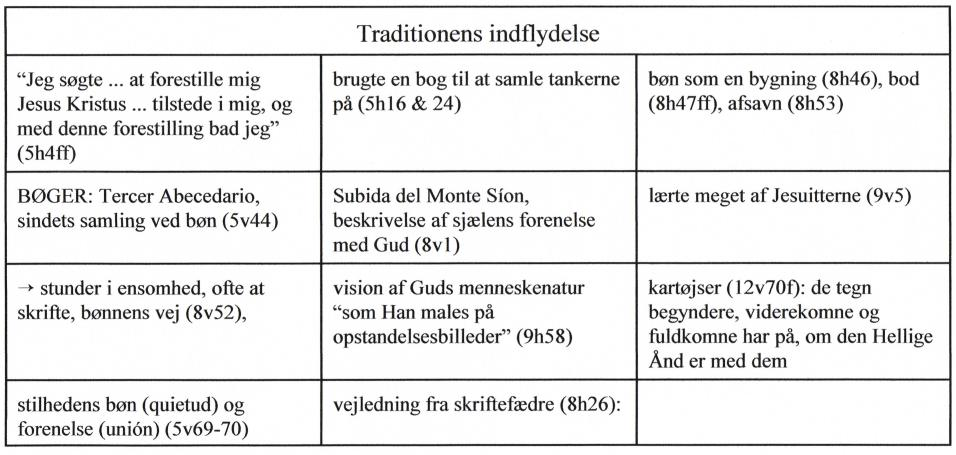 Traditionens indflydelse
“Jeg søgte ... at forestille mig
Jesus Kristus ... tilstede i mig, og
med denne forestilling bad jeg”
(5h4ff)
brugte en bog til at samle tankerne
på (5h16 & 24)
bøn som en bygning (8h46), bod
(8h47ff), afsavn (8h53)
BØGER: Tercer Abecedario,
sindets samling ved bøn (5v44)
Subida del Monte Síon,
beskrivelse af sjælens forenelse
med Gud (8v1)
lærte meget af Jesuitterne (9v5)
→ stunder i ensomhed, ofte at
skrifte, bønnens vej (8v52),
vision af Guds menneskenatur
“som Han males på
opstandelsesbilleder” (9h58)
kartøjser (12v70f): de tegn
begyndere, viderekomne og
fuldkomne har på, om den Hellige
Ånd er med dem
stilhedens bøn (quietud) og
forenelse (unión) (5v69-70)
vejledning fra skriftefædre (8h26):